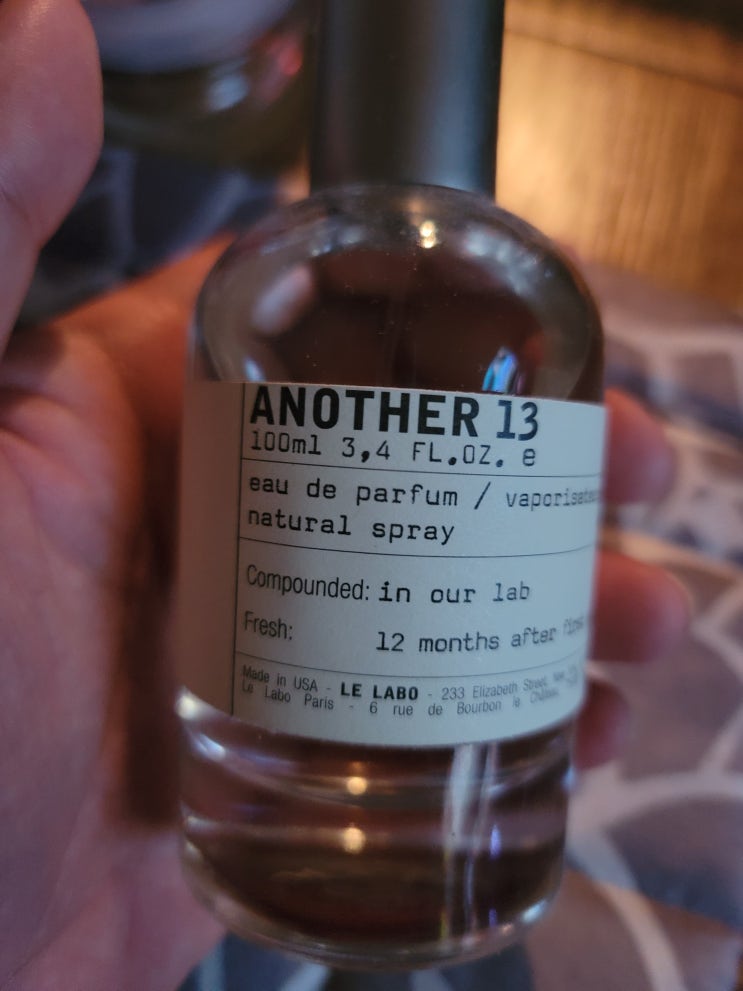 ANOTHER 13
100ml 3,4 FL.OZ. e
eau de parfum / vaporisateur
natural spray
Compounded: in our lab
Fresh: 12 months after first
Made in USA - LE LABO - 233 Elizabeth Street,
Le Labo Paris - 6 rue de Bourbon le Château,